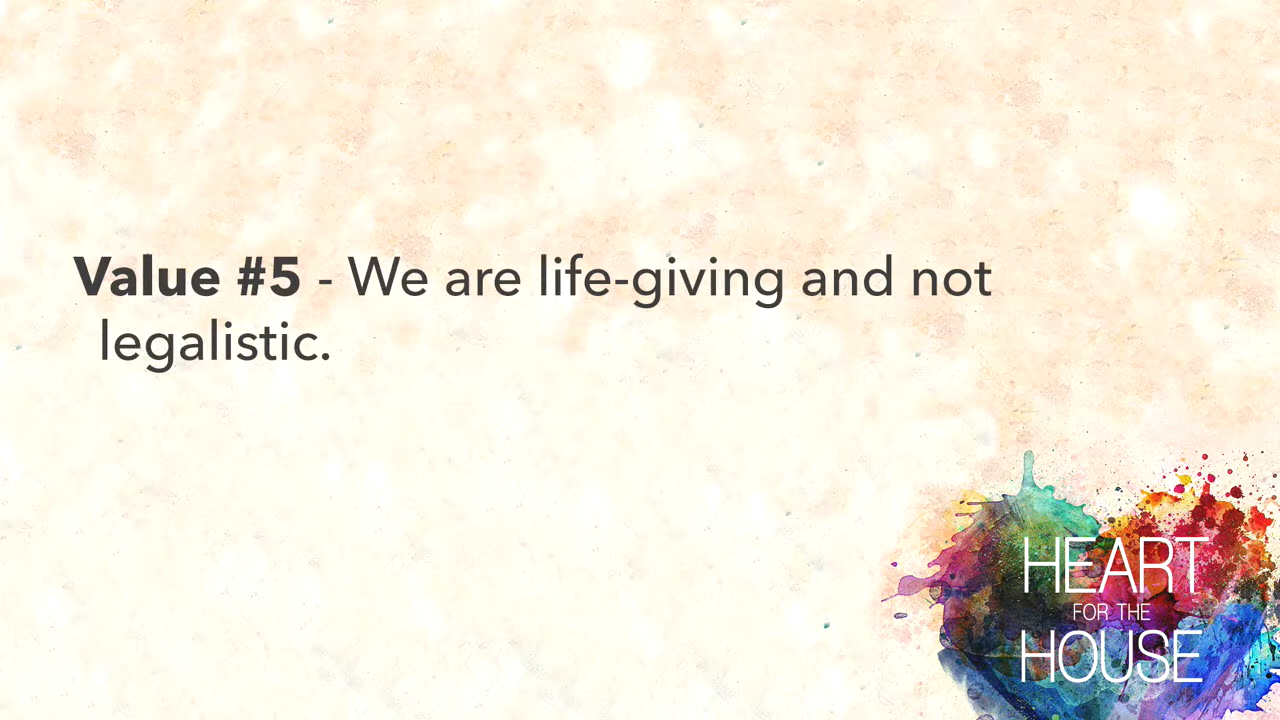 Value #5 - We are life-giving and not
legalistic.
HEART
FOR THE
HOUSE